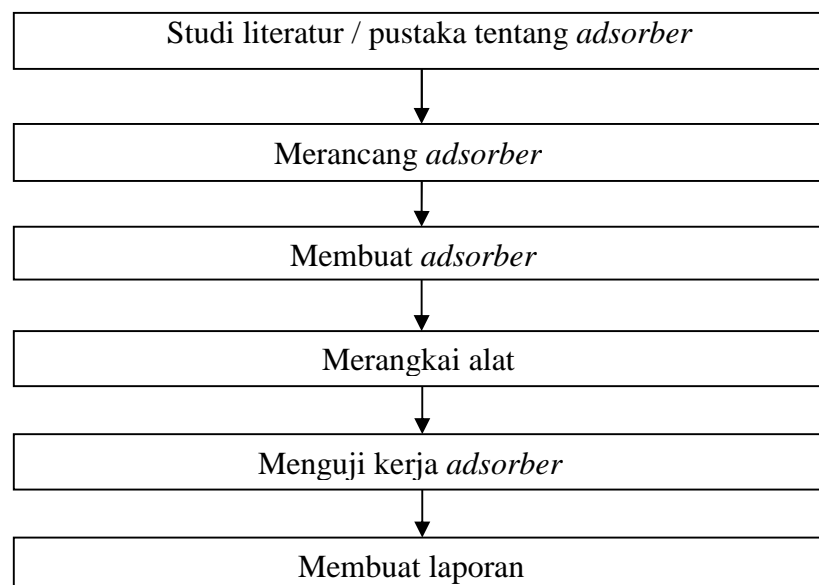 Studi literatur / pustaka tentang adsorber
Merancang adsorber
Membuat adsorber
Merangkai alat
Menguji kerja adsorber
Membuat laporan